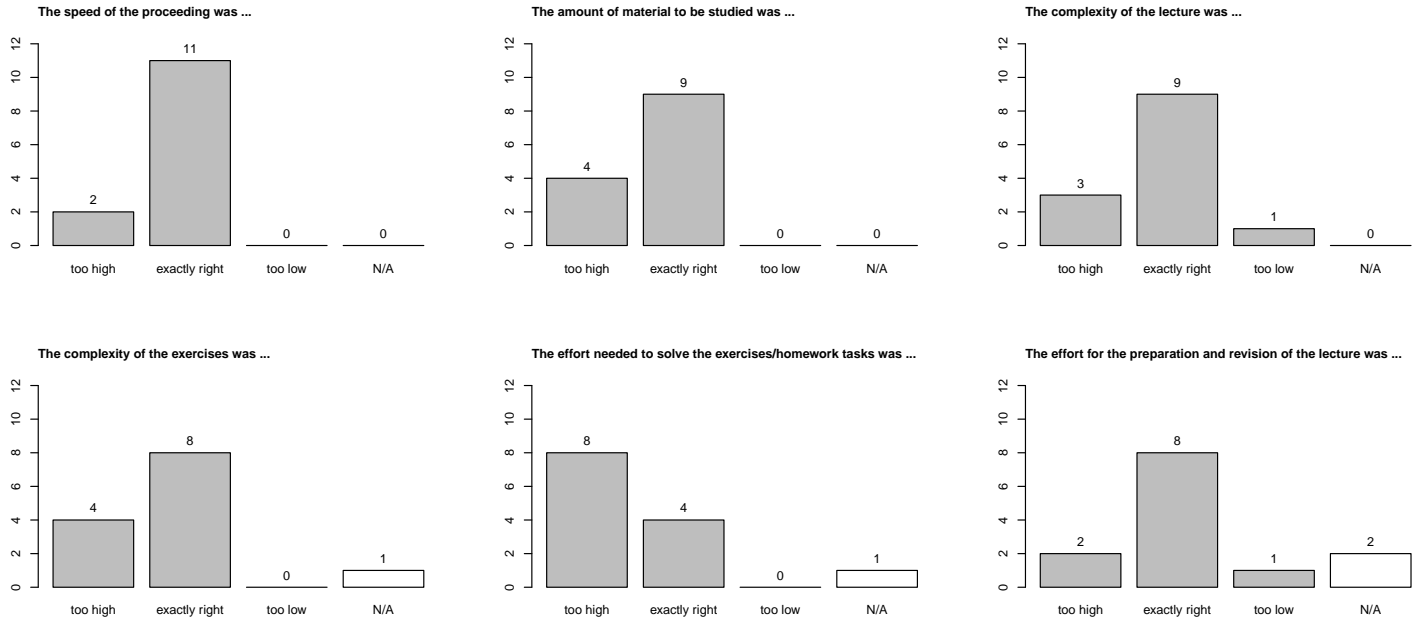 The speed of the proceeding was ...
12
10
8
6
4
2
0
2
11
0
0
too high
exactly right
too low
N/A
The amount of material to be studied was ...
12
10
8
6
4
2
0
4
9
0
0
too high
exactly right
too low
N/A
The complexity of the lecture was ...
12
10
8
6
4
2
0
3
9
1
0
too high
exactly right
too low
N/A
The complexity of the exercises was ...
12
10
8
6
4
2
0
4
8
0
1
too high
exactly right
too low
N/A
The effort needed to solve the exercises/homework tasks was ...
12
10
8
6
4
2
0
8
4
0
1
too high
exactly right
too low
N/A
The effort for the preparation and revision of the lecture was ...
12
10
8
6
4
2
0
2
8
1
2
too high
exactly right
too low
N/A